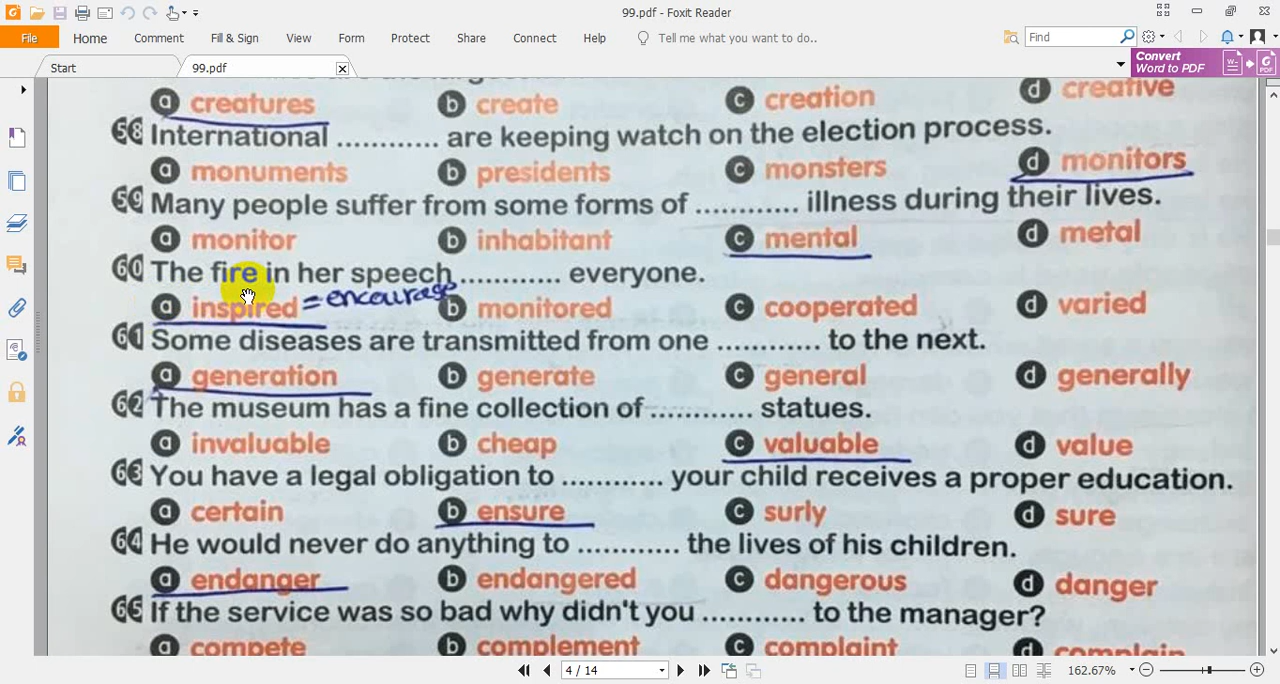 99.pdf - Foxit Reader
File Home Comment Fill & Sign View Form Protect Share Connect Help Tell me what you want to do.. Find
Start 99.pdf Convert Word to PDF
a creatures b create c creation d creative
58 International ............ are keeping watch on the election process.
a monuments b presidents c monsters d monitors
59 Many people suffer from some forms of ............ illness during their lives.
a monitor b inhabitant c mental d metal
60 The fire in her speech ............ everyone.
a inspired = encourage b monitored c cooperated d varied
61 Some diseases are transmitted from one ............ to the next.
a generation b generate c general d generally
62 The museum has a fine collection of ............ statues.
a invaluable b cheap c valuable d value
63 You have a legal obligation to ............ your child receives a proper education.
a certain b ensure c surly d sure
64 He would never do anything to ............ the lives of his children.
a endanger b endangered c dangerous d danger
65 If the service was so bad why didn't you ............ to the manager?
a compete b complement c complaint d complain
4 / 14 162.67%